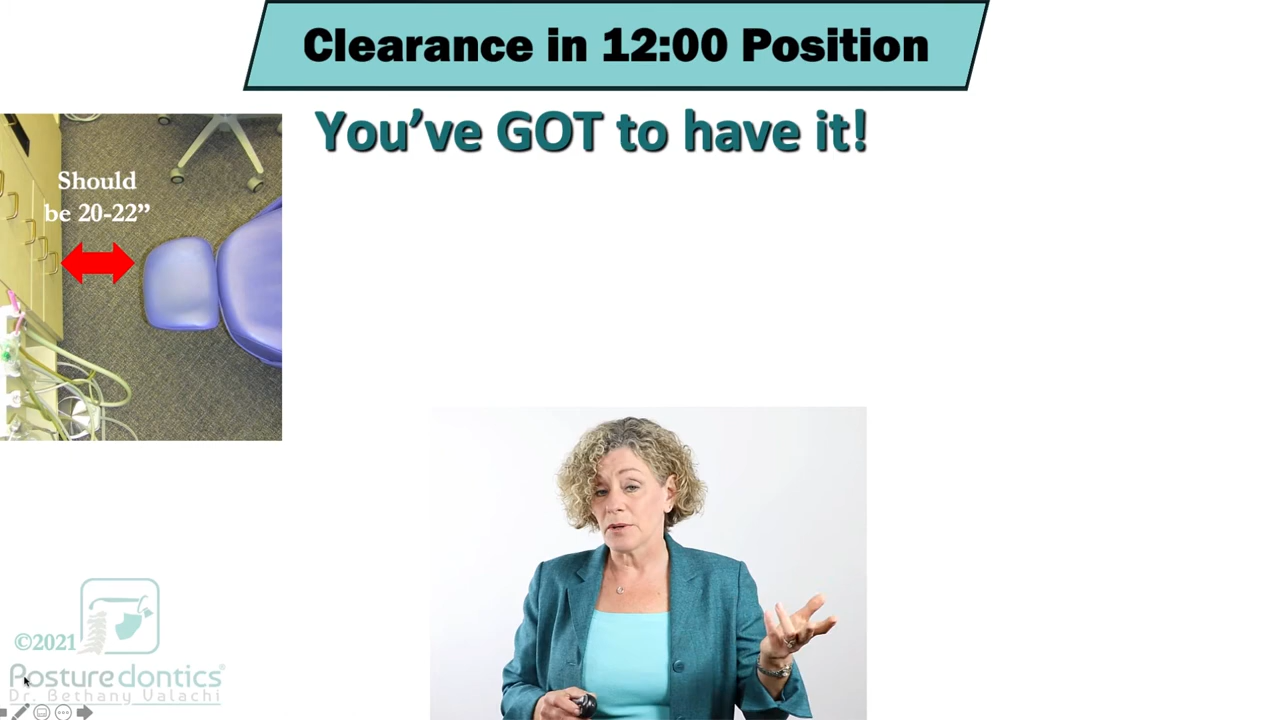 Clearance in 12:00 Position
You’ve GOT to have it!
Should
be 20-22”
©2021
Posturedontics®
Dr. Bethany Valachi